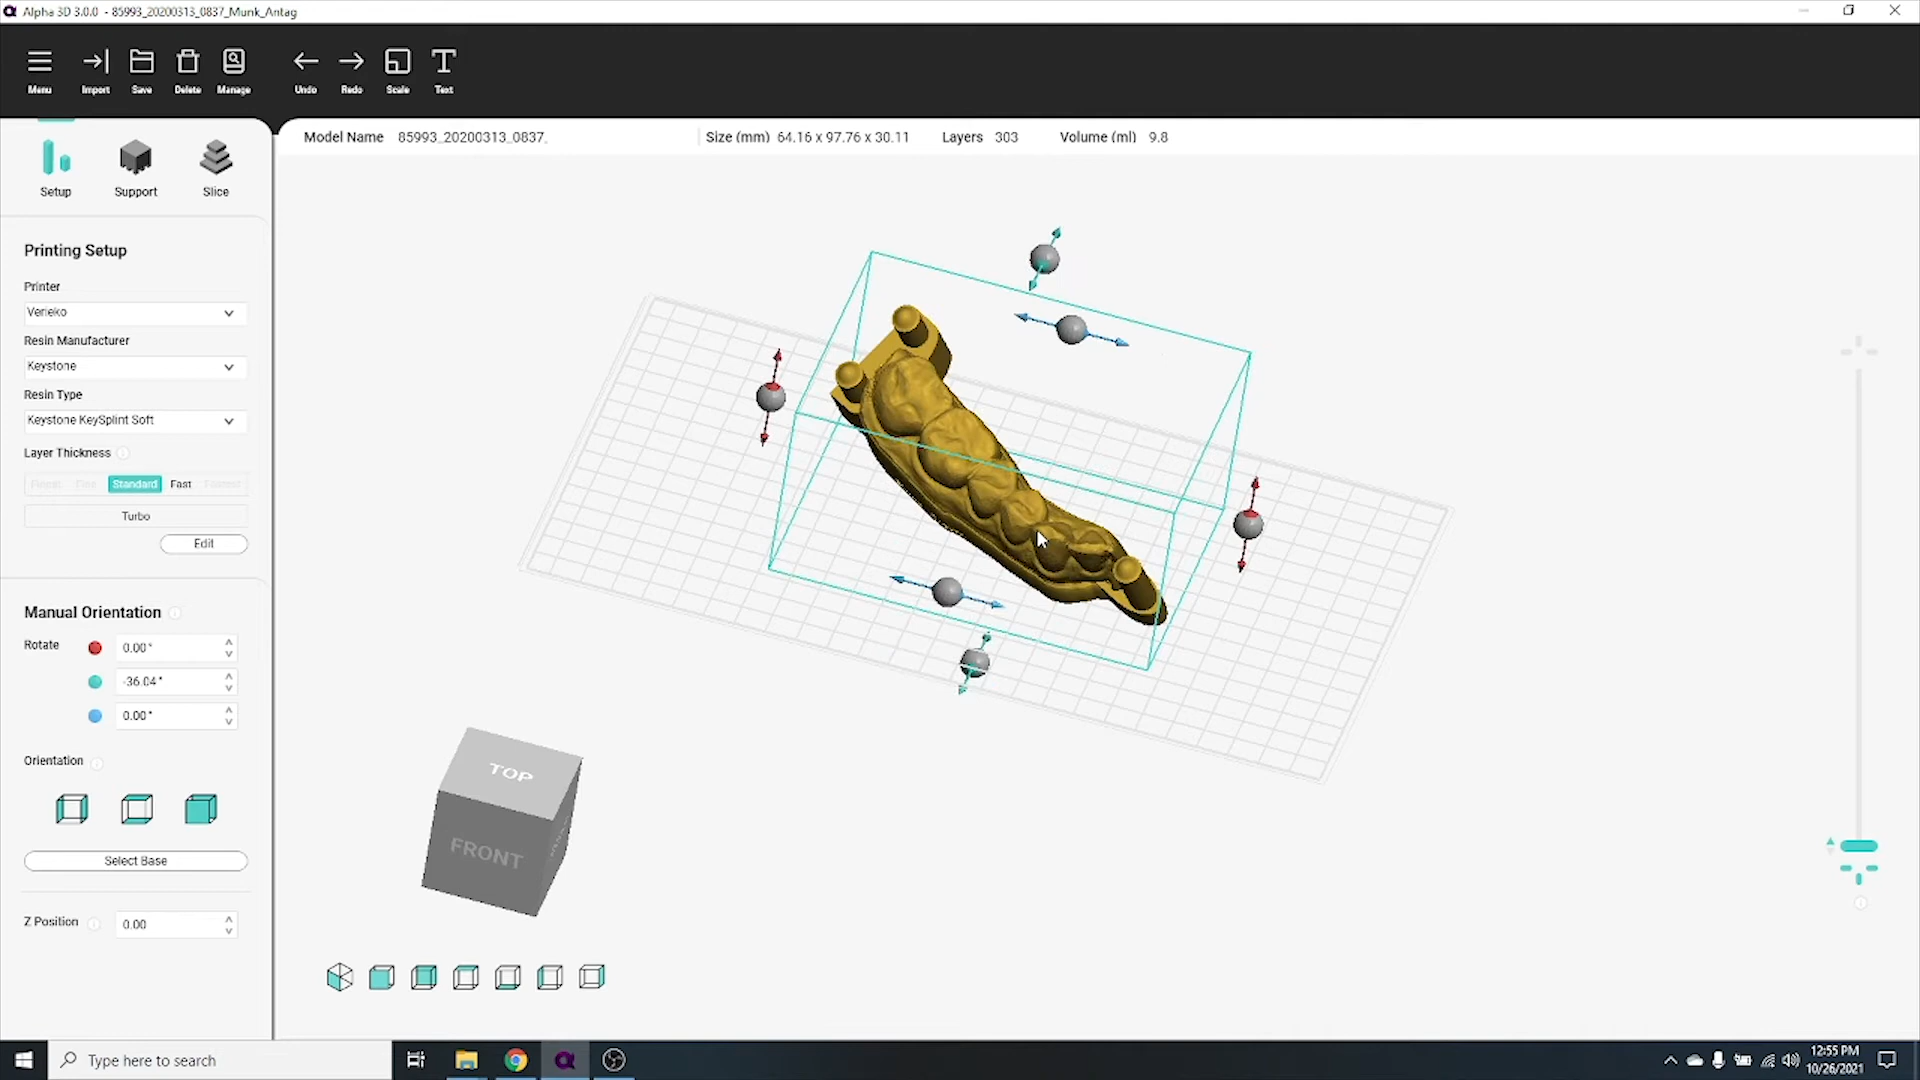 Alpha 3D 3.0.0 - 85993_20200313_0837_Munk_Antag
Menu Import Save Delete Manage Undo Redo Scale Text
Model Name 85993_20200313_0837_ Size (mm) 64.16 x 97.76 x 30.11 Layers 303 Volume (ml) 9.8
Setup Support Slice
Printing Setup
Printer
Verieko
Resin Manufacturer
Keystone
Resin Type
Keystone KeySplint Soft
Layer Thickness
Finest Fine Standard Fast Fastest
Turbo
Edit
Manual Orientation
Rotate 0.00°
-36.04°
0.00°
Orientation
Select Base
Z Position 0.00
TOP
FRONT
Type here to search
12:55 PM
10/26/2021